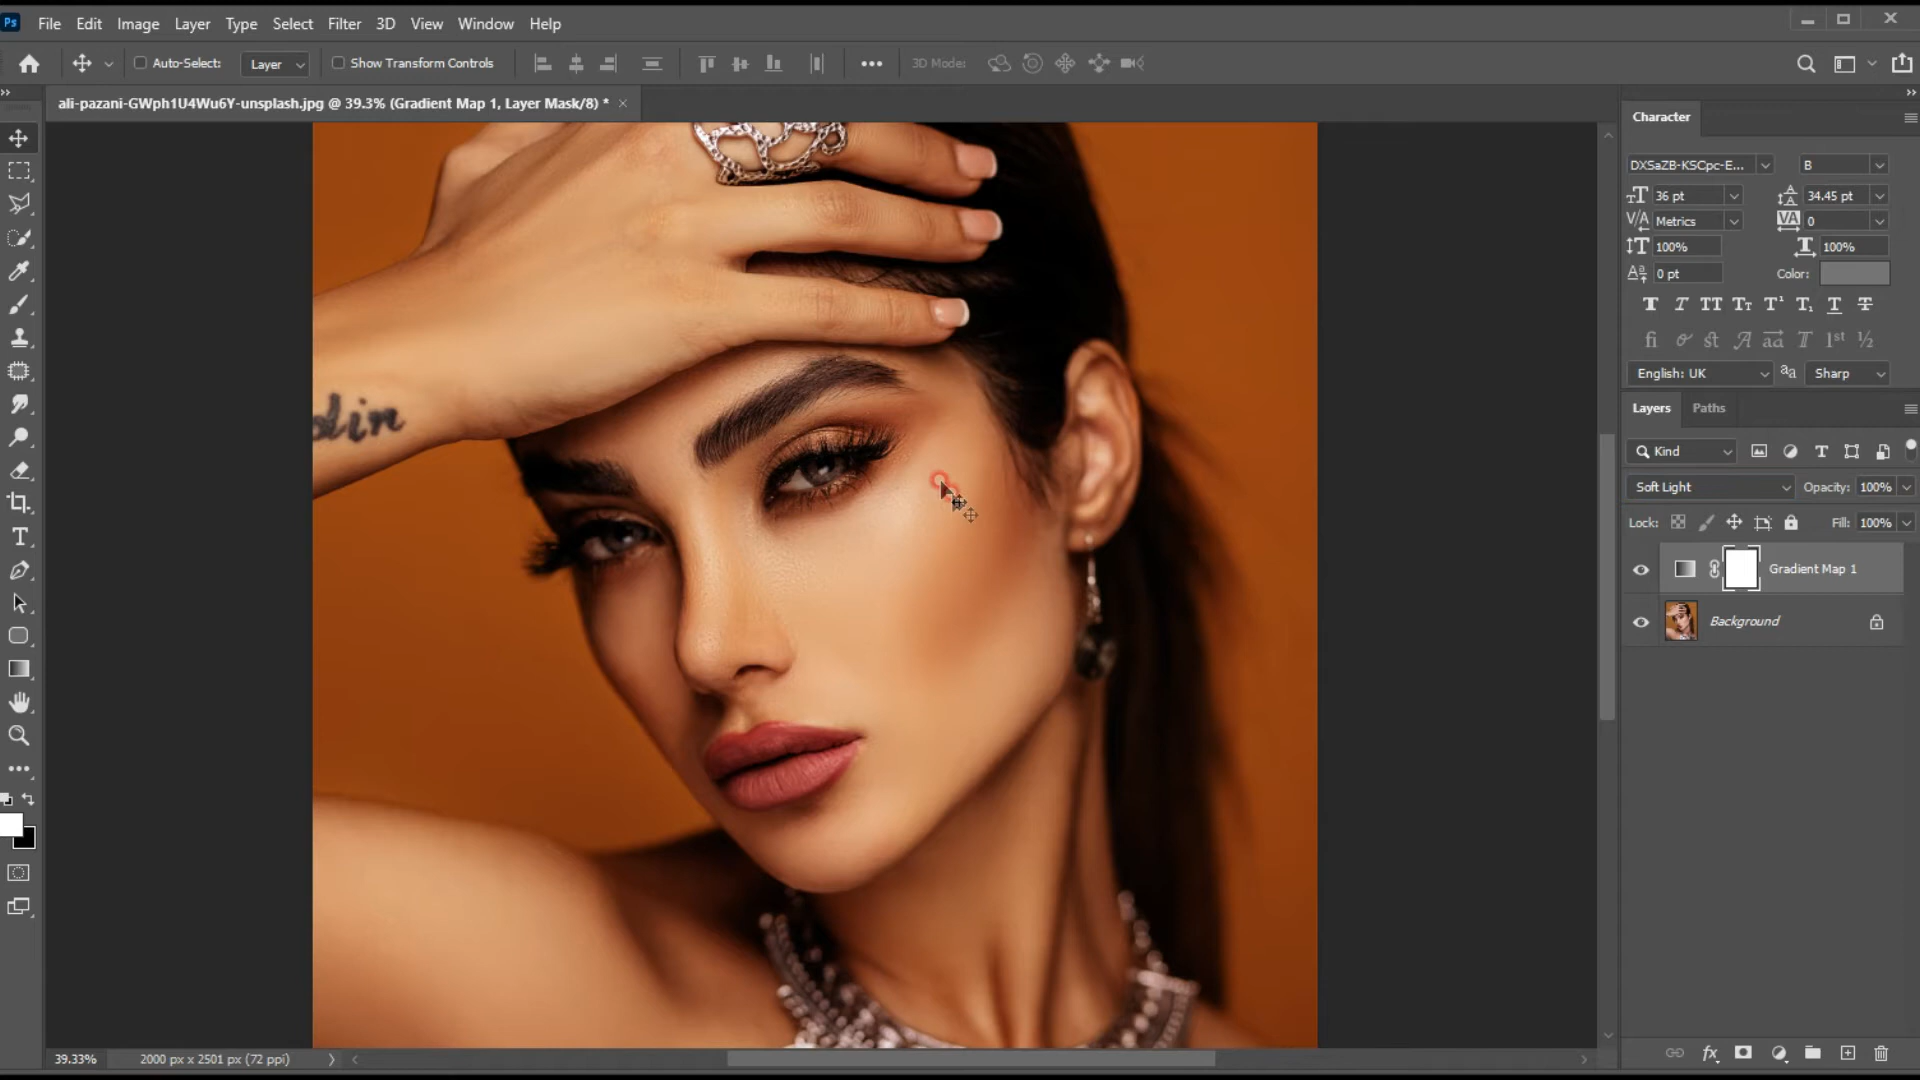 Ps File Edit Image Layer Type Select Filter 3D View Window Help
Auto-Select: Layer Show Transform Controls 3D Mode:
ali-pazani-GWph1U4Wu6Y-unsplash.jpg @ 39.3% (Gradient Map 1, Layer Mask/8) *
Character
DXSaZB-KSCpc-E... B
36 pt 34.45 pt
Metrics 0
100% 100%
0 pt Color:
English: UK Sharp
Layers Paths
Kind
Soft Light Opacity: 100%
Lock: Fill: 100%
Gradient Map 1
Background
39.33% 2000 px x 2501 px (72 ppi)